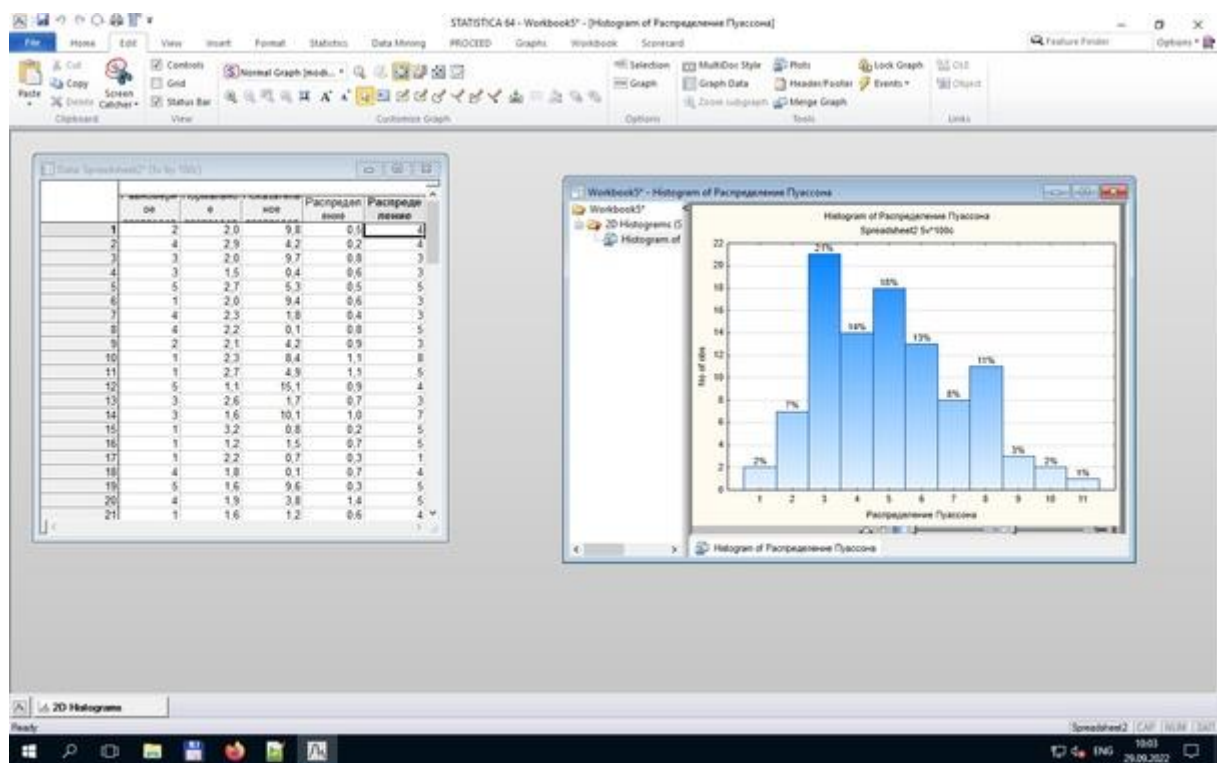 STATISTICA 64 - Workbook5* - [Histogram of Распределение Пуассона]
File Home Edit View Insert Format Statistics Data Mining PROCEED Graphs Workbook Scorecard Feature Finder Options
Cut
Copy
Paste
Screen
Catcher
Clipboard
Controls
Grid
Status Bar
View
Normal Graph
Customize Graph
Selection
Graph
Options
MultiDoc Style Plots Lock Graph
Graph Data Header/Footer Events
Zoom subgraph Merge Graph
Tools
Object
Links
Data Spreadsheet2* (5v by 100c)
1 2 2,0 9,8 0,5 4
2 4 2,9 4,2 0,2 4
3 3 2,0 9,7 0,8 3
4 3 1,5 0,4 0,6 3
5 5 2,7 5,3 0,5 5
6 1 2,0 9,4 0,6 3
7 4 2,3 1,8 0,4 3
8 4 2,2 0,1 0,8 5
9 2 2,1 4,2 0,9 3
10 1 2,3 8,4 1,1 8
11 1 2,7 4,9 1,1 5
12 5 1,1 15,1 0,9 4
13 3 2,6 1,7 0,7 3
14 3 1,6 10,1 1,0 7
15 1 3,2 0,8 0,2 5
16 1 1,2 1,5 0,7 5
17 1 2,2 0,7 0,3 1
18 4 1,8 0,1 0,7 4
19 5 1,6 9,6 0,3 5
20 4 1,9 3,8 1,4 5
21 1 1,6 1,2 0,6 4
Workbook5* - Histogram of Распределение Пуассона
Workbook5*
2D Histograms (5
Histogram of
Histogram of Распределение Пуассона
Spreadsheet2 5v*100c
No of obs
22
20
18
16
14
12
10
8
6
4
2
0
2% 7% 21% 14% 18% 13% 8% 11% 3% 2% 1%
1 2 3 4 5 6 7 8 9 10 11
Распределение Пуассона
Histogram of Распределение Пуассона
2D Histograms
Ready
Spreadsheet2 CAP NUM
ENG
10:03
29.09.2022